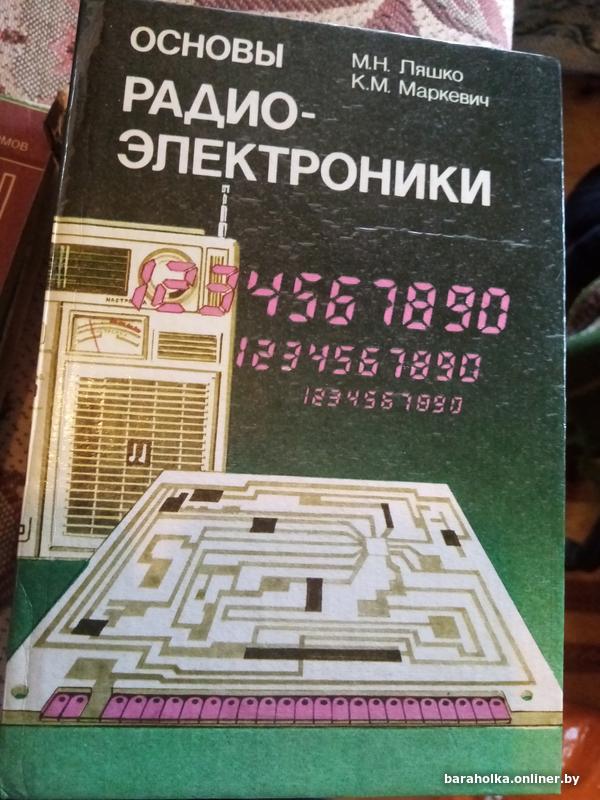 ОСНОВЫ
РАДИО-
ЭЛЕКТРОНИКИ
М.Н. Ляшко
К.М. Маркевич
1234567890
1234567890
1234567890
baraholka.onliner.by